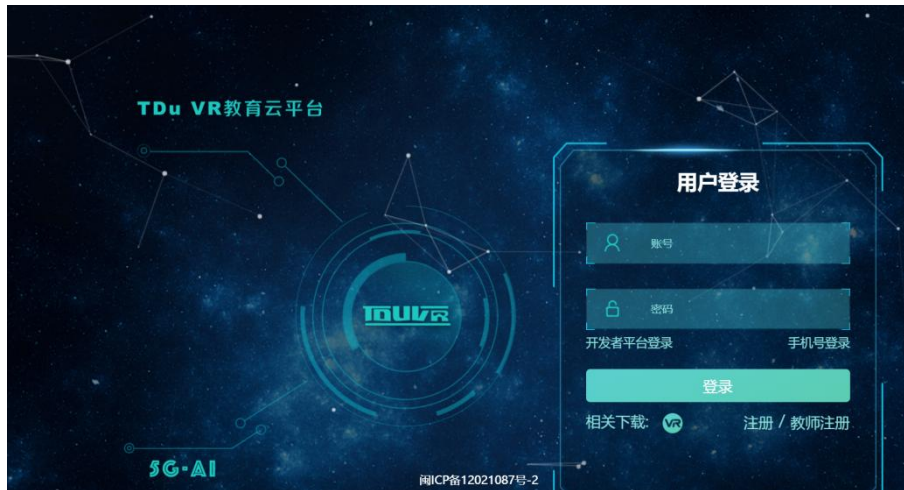 TDu VR教育云平台
TDUVR
5G·AI
用户登录
账号
密码
开发者平台登录 手机号登录
登录
相关下载: VR 注册 / 教师注册
闽ICP备12021087号-2